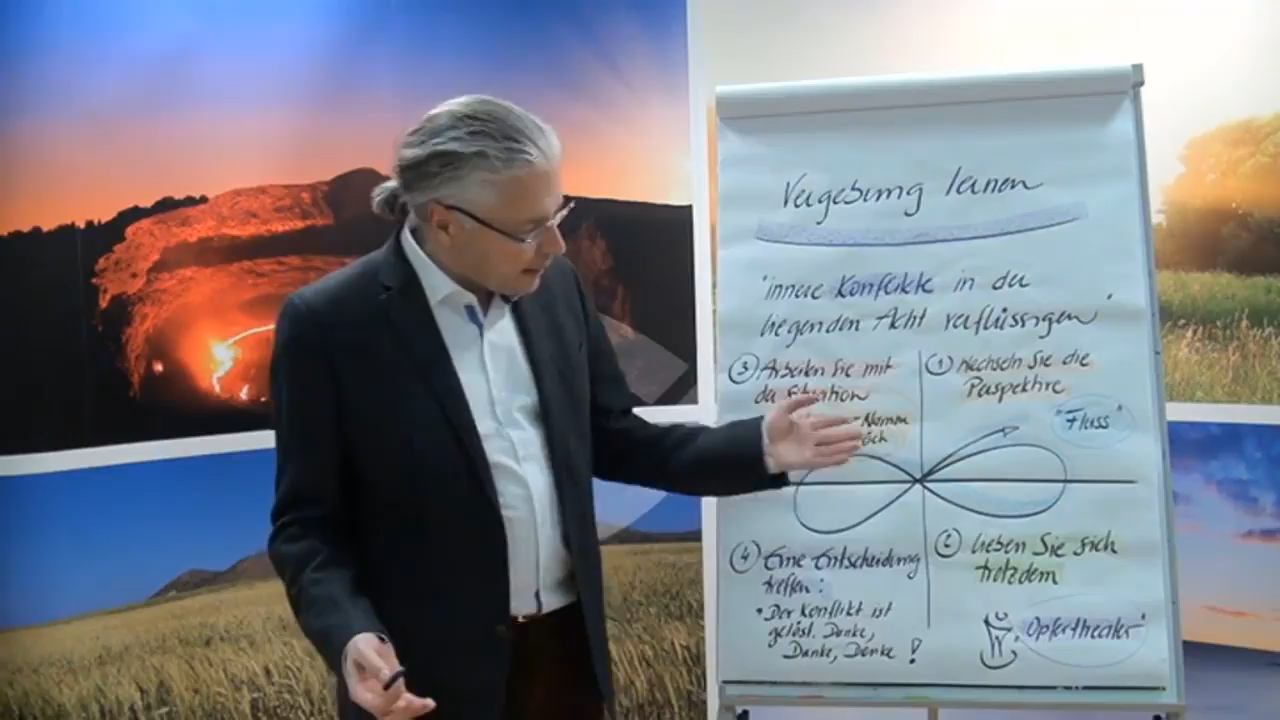 Vergebung lernen
"innere Konflikte in der
liegenden Acht verflüssigen"
③ Arbeiten Sie mit
der Situation
① Wechseln Sie die
Perspektive
"Fluss"
④ Eine Entscheidung
treffen:
• Der Konflikt ist
gelöst. Danke,
Danke, Danke !
② Lieben Sie sich
trotzdem
"Opfertheater"